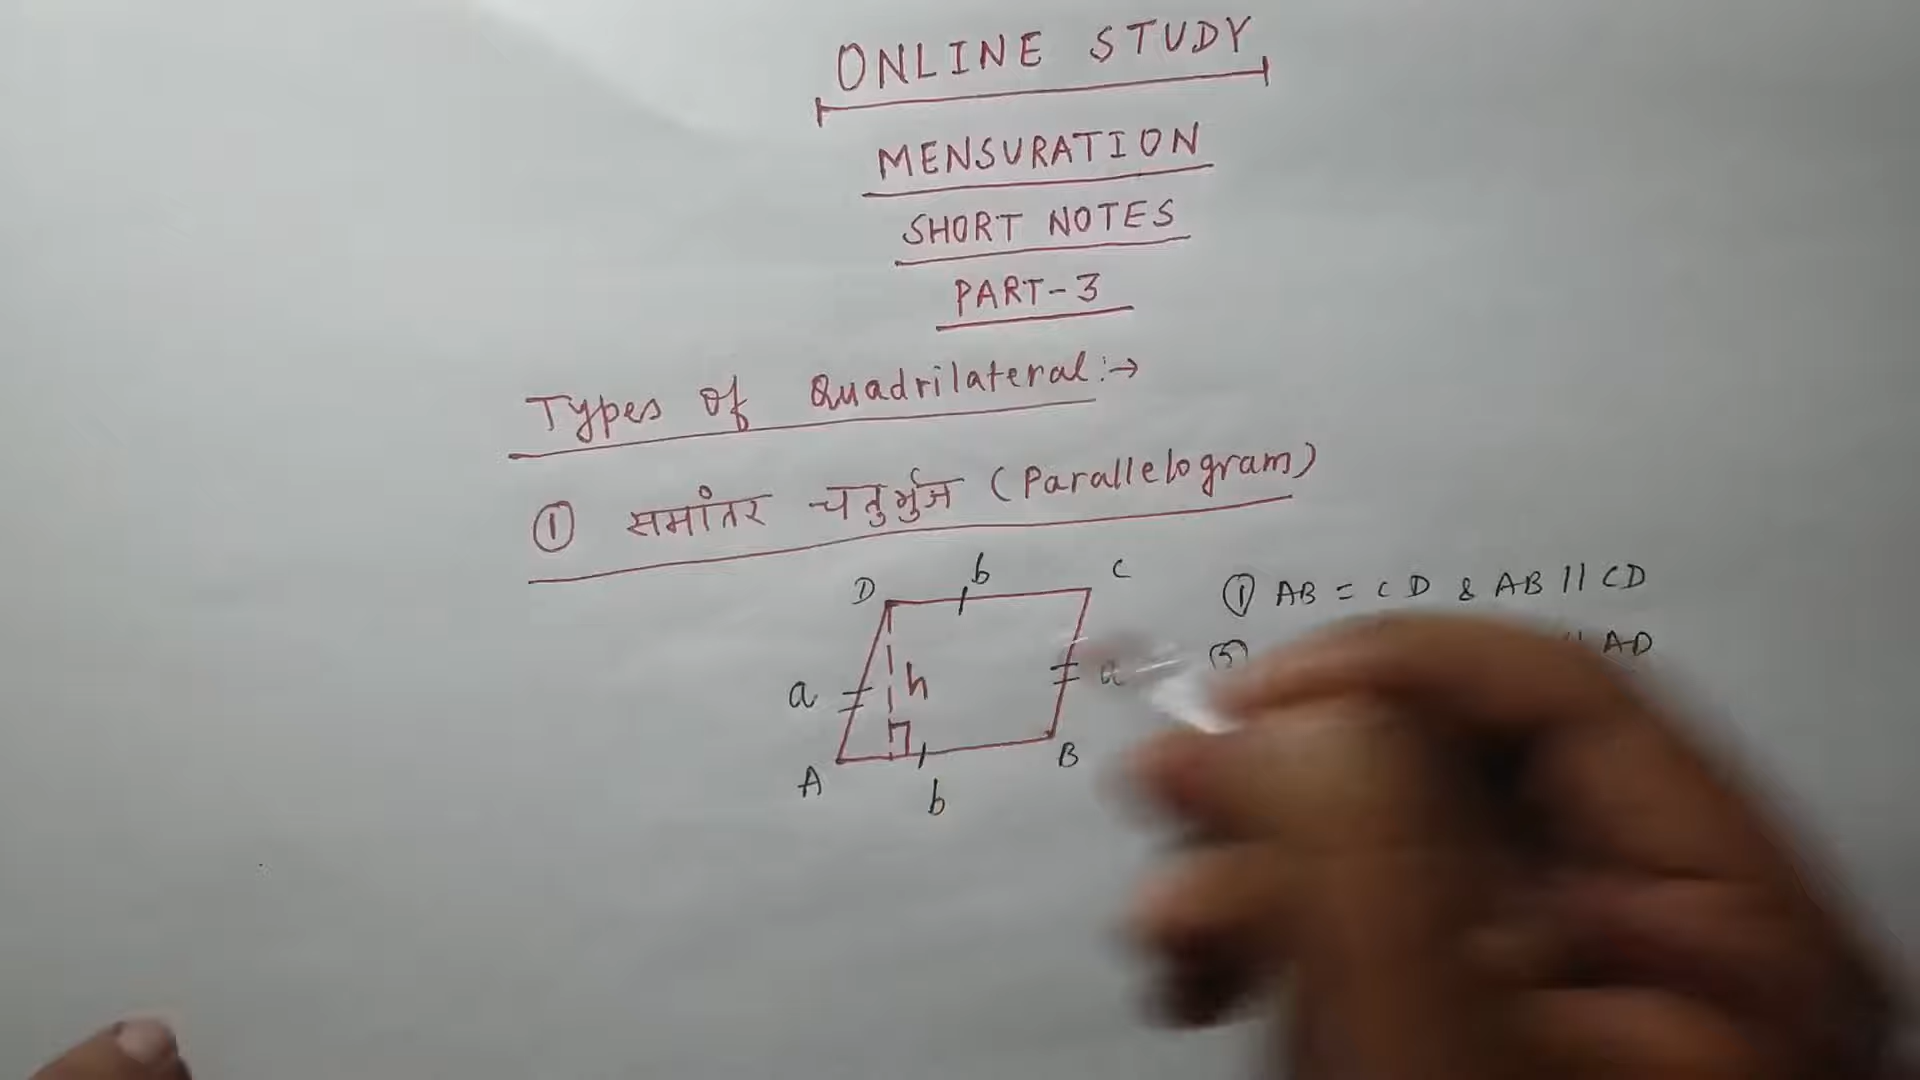 ONLINE STUDY
MENSURATION
SHORT NOTES
PART-3
Types of Quadrilateral:→
① समांतर चतुर्भुज (Parallelogram)
D b C
a h a
A b B
① AB = CD & AB || CD
|| AD